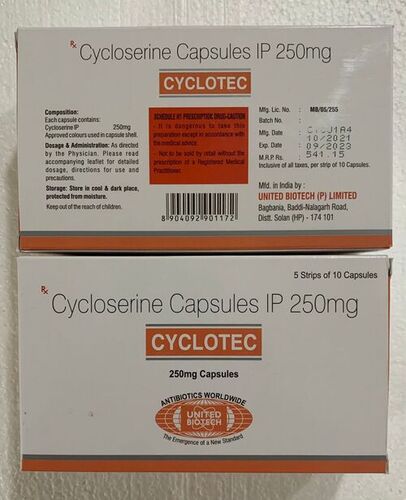 Rx Cycloserine Capsules IP 250mg
CYCLOTEC
Composition:
Each capsule contains:
Cycloserine IP 250mg
Approved colours used in capsule shell.
Dosage & Administration: As directed
by the Physician. Please read
accompanying leaflet for detailed
dosage, directions for use and
precautions.
Storage: Store in cool & dark place,
protected from moisture.
Keep out of the reach of children.
SCHEDULE H1 PRESCRIPTION DRUG-CAUTION
- It is dangerous to take this
preparation except in accordance with
the medical advice.
- Not to be sold by retail without the
prescription of a Registered Medical
Practitioner.
8904092901172
Mfg. Lic. No. : MB/05/255
Batch No. :
Mfg. Date : 10/2021
Exp. Date : 09/2023
M.R.P. Rs. : 541.15
Inclusive of all taxes, per strip of 10 Capsules.
Mfd. in India by :
UNITED BIOTECH (P) LIMITED
Bagbania, Baddi-Nalagarh Road,
Distt. Solan (HP) - 174 101
5 Strips of 10 Capsules
Rx Cycloserine Capsules IP 250mg
CYCLOTEC
250mg Capsules
ANTIBIOTICS WORLDWIDE
UNITED
BIOTECH
The Emergence of a New Standard